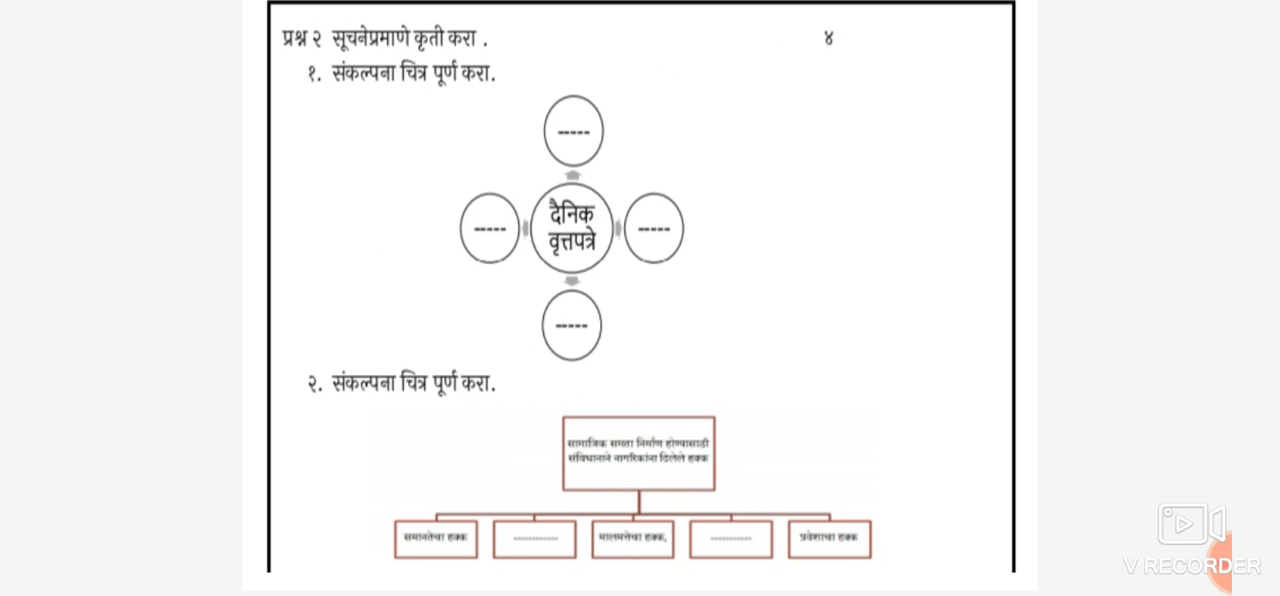 प्रश्न २ सूचनेप्रमाणे कृती करा . ४
१. संकल्पना चित्र पूर्ण करा.
-----
दैनिक
----- वृत्तपत्रे -----
-----
२. संकल्पना चित्र पूर्ण करा.
सामाजिक समता निर्माण होण्यासाठी
संविधानाने नागरिकांना दिलेले हक्क
समानतेचा हक्क ------------- मालमत्तेचा हक्क, ------------ प्रवेशाचा हक्क
V RECORDER